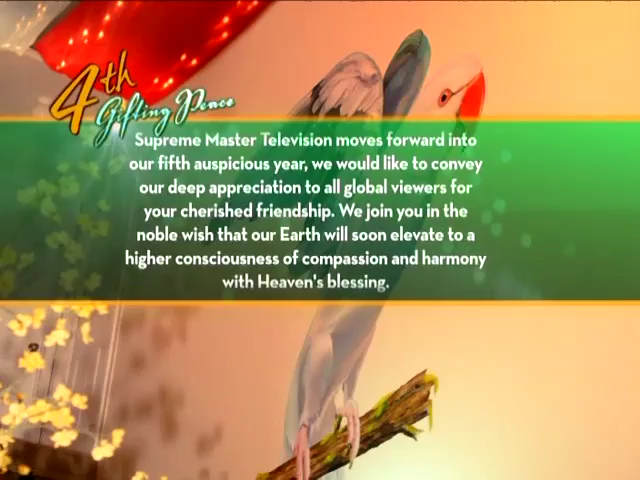 4th
Gifting Peace
Supreme Master Television moves forward into
our fifth auspicious year, we would like to convey
our deep appreciation to all global viewers for
your cherished friendship. We join you in the
noble wish that our Earth will soon elevate to a
higher consciousness of compassion and harmony
with Heaven's blessing.